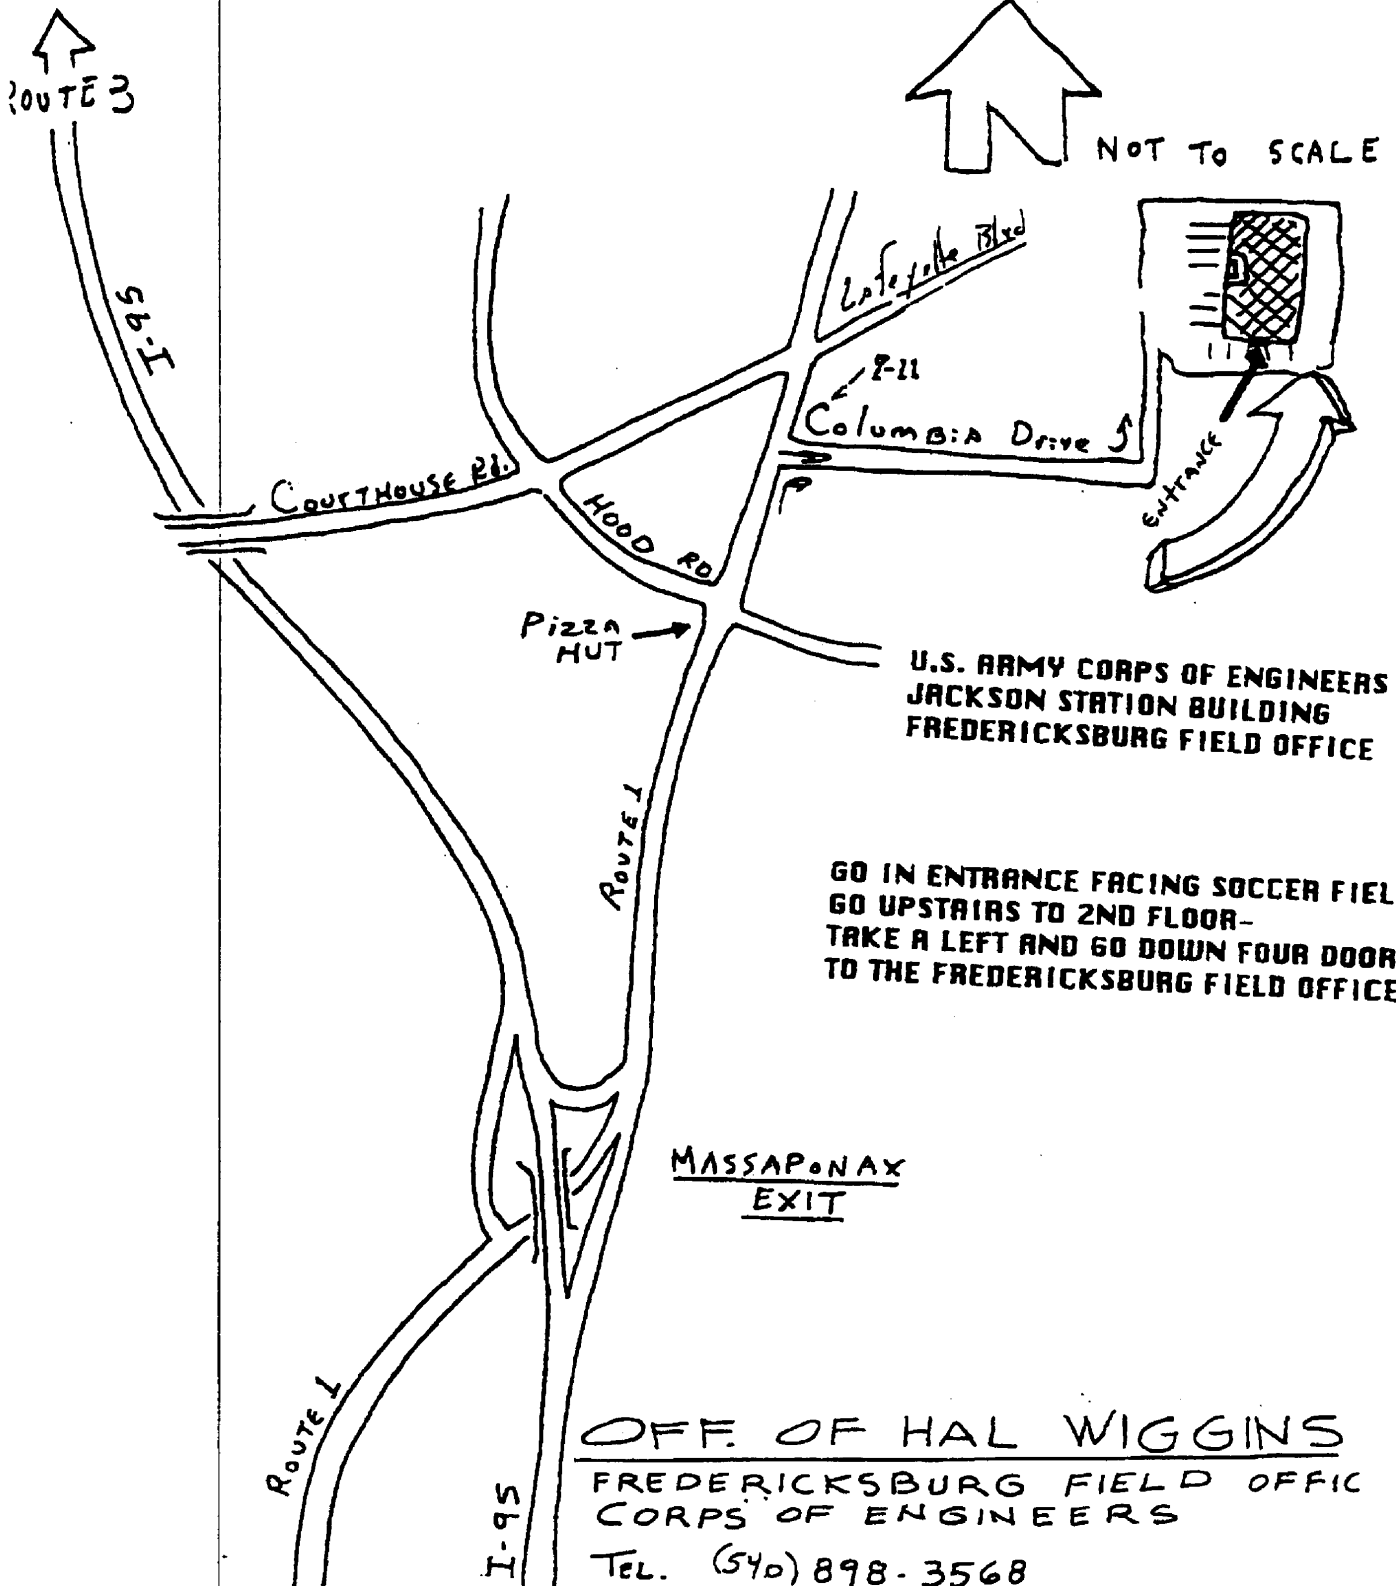 ROUTE 3
N
NOT TO SCALE
I-95
Lafayette Blvd
7-11
Columbia Drive
COURTHOUSE Rd.
HOOD RD
ENTRANCE
PIZZA
HUT
U.S. ARMY CORPS OF ENGINEERS
JACKSON STATION BUILDING
FREDERICKSBURG FIELD OFFICE
ROUTE 1
GO IN ENTRANCE FACING SOCCER FIEL
GO UPSTAIRS TO 2ND FLOOR-
TAKE A LEFT AND GO DOWN FOUR DOOR
TO THE FREDERICKSBURG FIELD OFFICE
MASSAPONAX
EXIT
ROUTE 1
I-95
OFF. OF HAL WIGGINS
FREDERICKSBURG FIELD OFFIC
CORPS OF ENGINEERS
TEL. (540) 898-3568